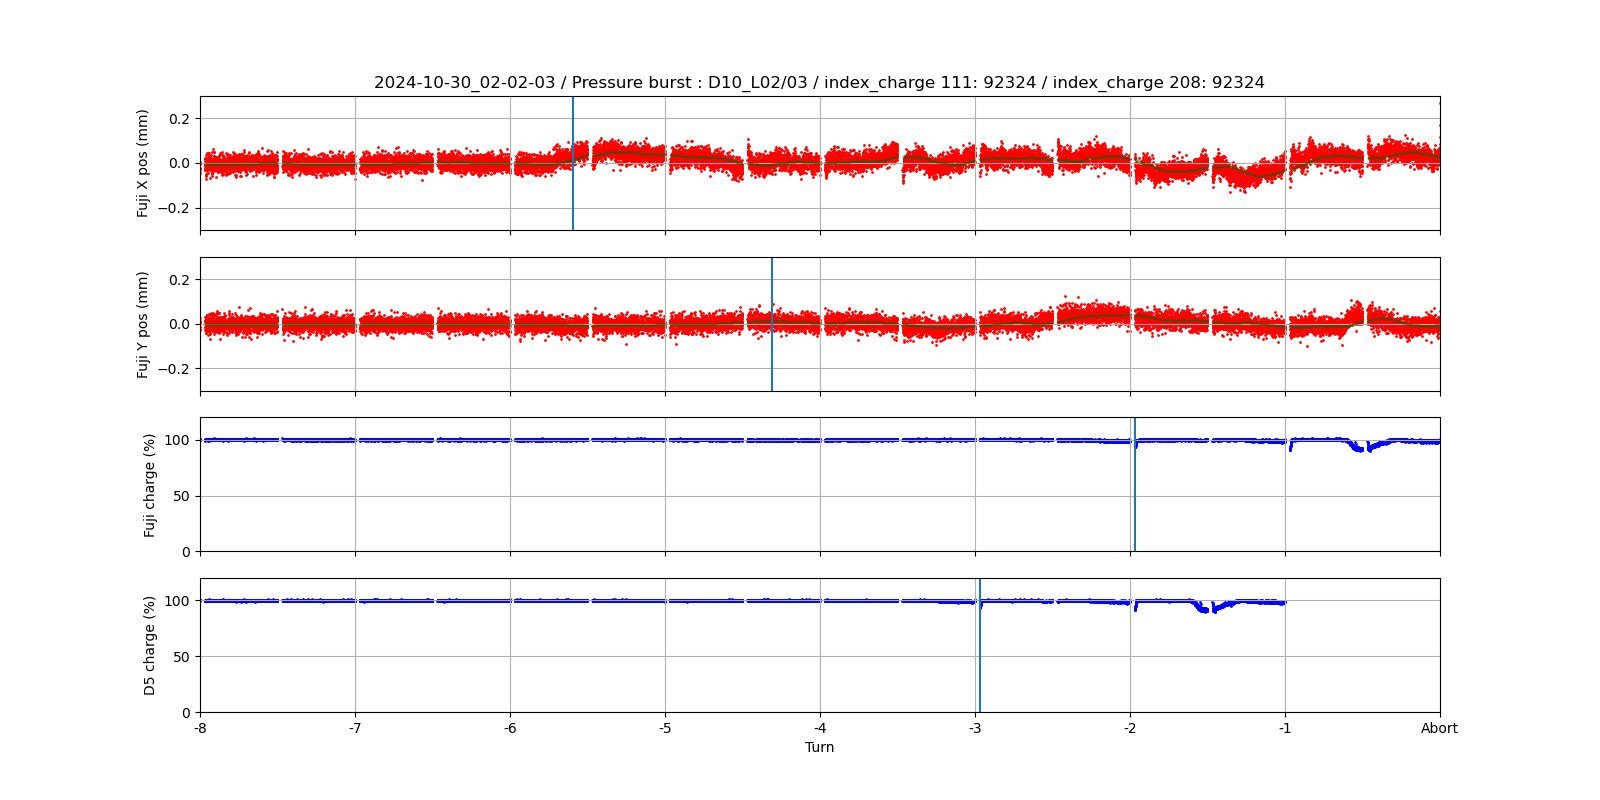 2024-10-30_02-02-03 / Pressure burst : D10_L02/03 / index_charge 111: 92324 / index_charge 208: 92324
Fuji X pos (mm)
0.2
0.0
−0.2
Fuji Y pos (mm)
0.2
0.0
−0.2
Fuji charge (%)
100
50
0
D5 charge (%)
100
50
0
-8 -7 -6 -5 -4 -3 -2 -1 Abort
Turn